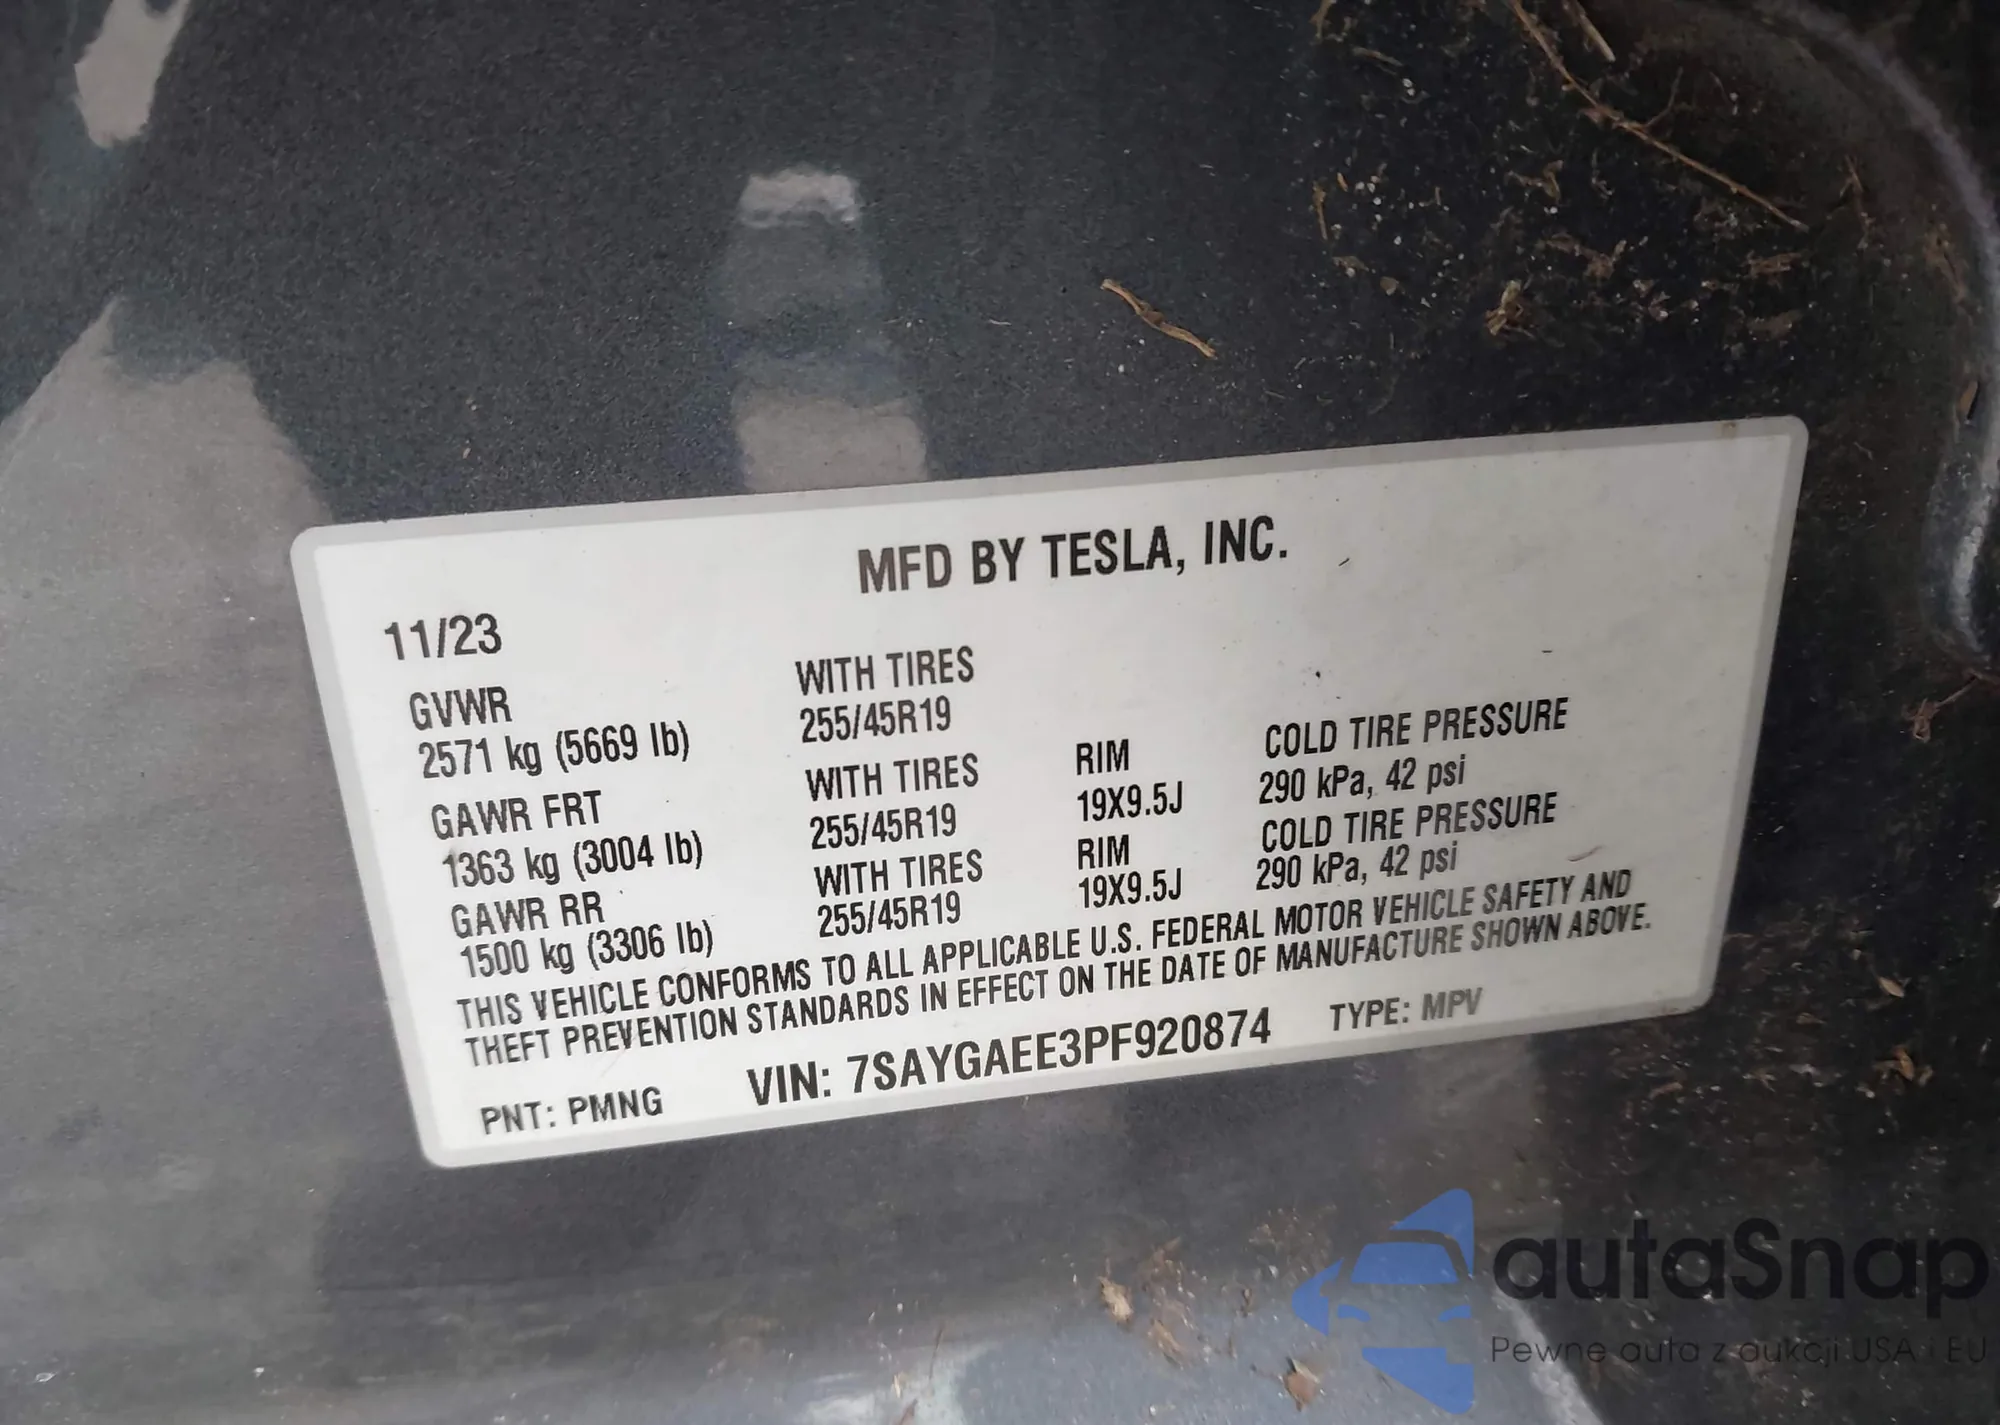 MFD BY TESLA, INC.
11/23
GVWR
2571 kg (5669 lb)
WITH TIRES
255/45R19
GAWR FRT
1363 kg (3004 lb)
WITH TIRES
255/45R19
RIM
19X9.5J
COLD TIRE PRESSURE
290 kPa, 42 psi
GAWR RR
1500 kg (3306 lb)
WITH TIRES
255/45R19
RIM
19X9.5J
COLD TIRE PRESSURE
290 kPa, 42 psi
THIS VEHICLE CONFORMS TO ALL APPLICABLE U.S. FEDERAL MOTOR VEHICLE SAFETY AND
THEFT PREVENTION STANDARDS IN EFFECT ON THE DATE OF MANUFACTURE SHOWN ABOVE.
PNT: PMNG
VIN: 7SAYGAEE3PF920874
TYPE: MPV
autaSnap
Pewne auta z aukcji USA i EU